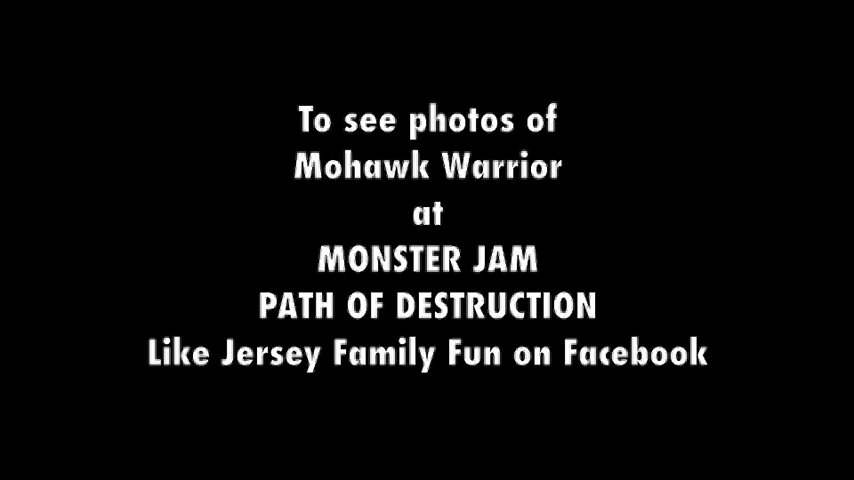 To see photos of
Mohawk Warrior
at
MONSTER JAM
PATH OF DESTRUCTION
Like Jersey Family Fun on Facebook